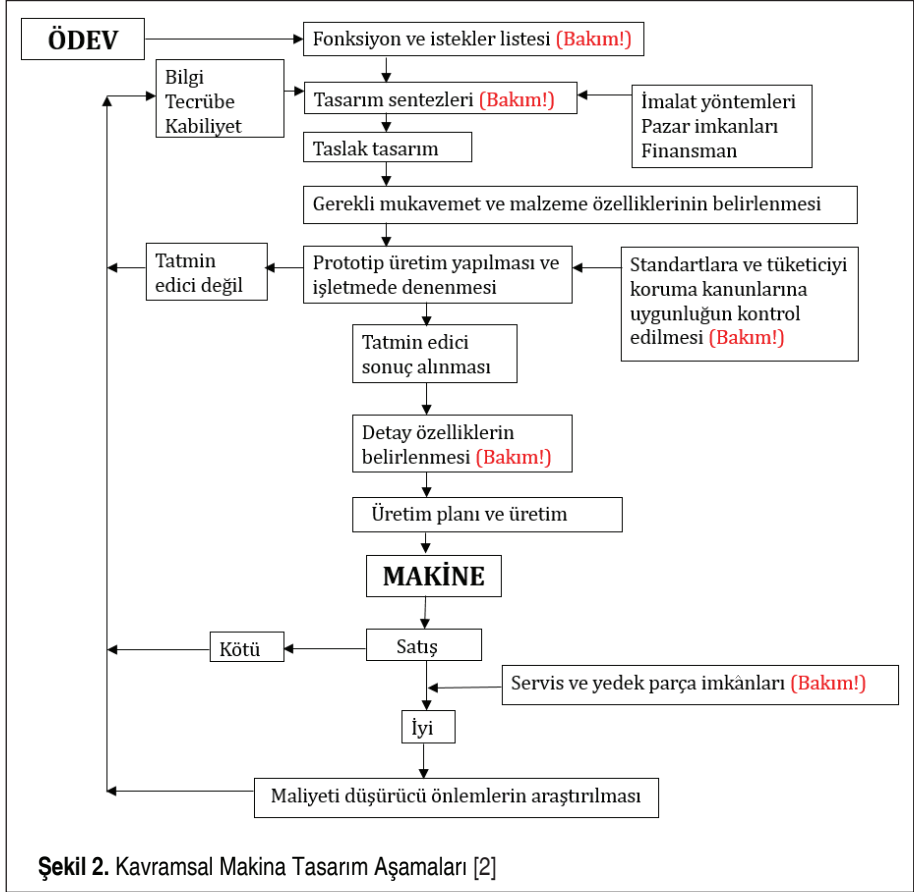 ÖDEV
Fonksiyon ve istekler listesi (Bakım!)
Bilgi
Tecrübe
Kabiliyet
Tasarım sentezleri (Bakım!)
İmalat yöntemleri
Pazar imkanları
Finansman
Taslak tasarım
Gerekli mukavemet ve malzeme özelliklerinin belirlenmesi
Tatmin
edici değil
Prototip üretim yapılması ve
işletmede denenmesi
Standartlara ve tüketiciyi
koruma kanunlarına
uygunluğun kontrol
edilmesi (Bakım!)
Tatmin edici
sonuç alınması
Detay özelliklerin
belirlenmesi (Bakım!)
Üretim planı ve üretim
MAKİNE
Kötü
Satış
Servis ve yedek parça imkânları (Bakım!)
İyi
Maliyeti düşürücü önlemlerin araştırılması
Şekil 2. Kavramsal Makina Tasarım Aşamaları [2]